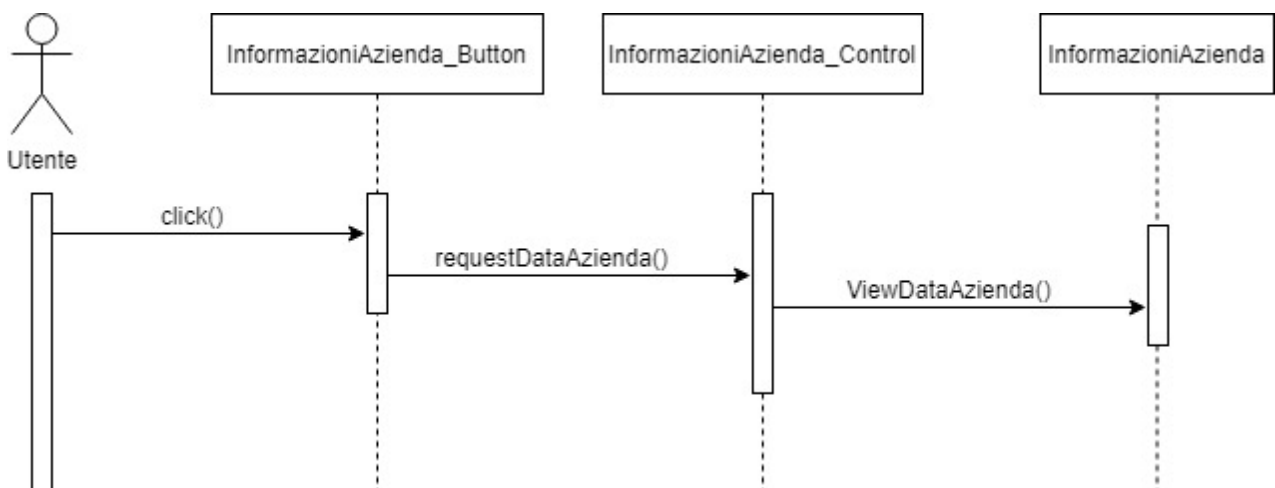 InformazioniAzienda_Button
InformazioniAzienda_Control
InformazioniAzienda
Utente
click()
requestDataAzienda()
ViewDataAzienda()